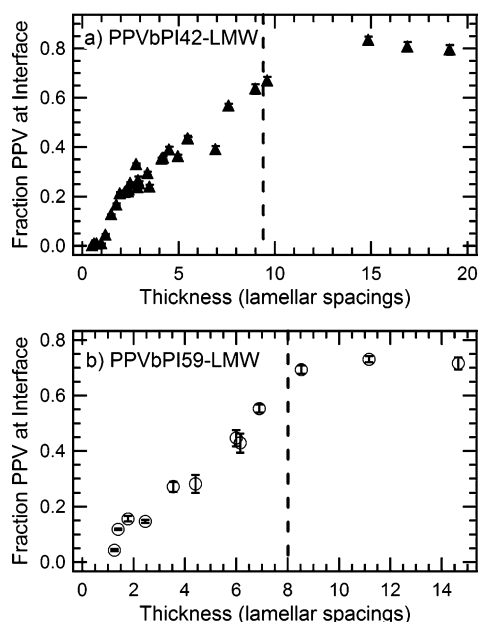 a) PPVbPI42-LMW
Fraction PPV at Interface
0.8
0.6
0.4
0.2
0.0
0 5 10 15 20
Thickness (lamellar spacings)
b) PPVbPI59-LMW
Fraction PPV at Interface
0.8
0.6
0.4
0.2
0.0
0 2 4 6 8 10 12 14
Thickness (lamellar spacings)